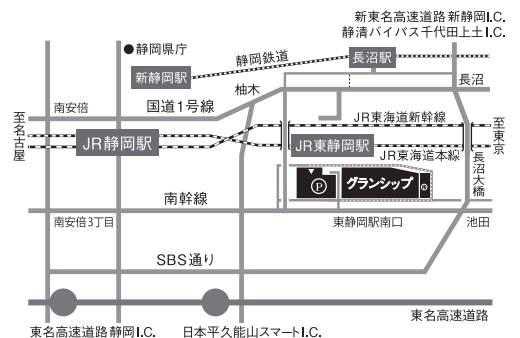 新東名高速道路 新静岡I.C.
静清バイパス千代田上土I.C.
●静岡県庁
静岡鉄道
長沼駅
新静岡駅
柚木
長沼
南安倍
国道1号線
JR東海道新幹線
至名古屋
JR静岡駅
JR東静岡駅
至東京
JR東海道本線
長沼大橋
P
グランシップ
P
南幹線
南安倍3丁目
東静岡駅南口
池田
SBS通り
東名高速道路
東名高速道路 静岡I.C.
日本平久能山スマートI.C.